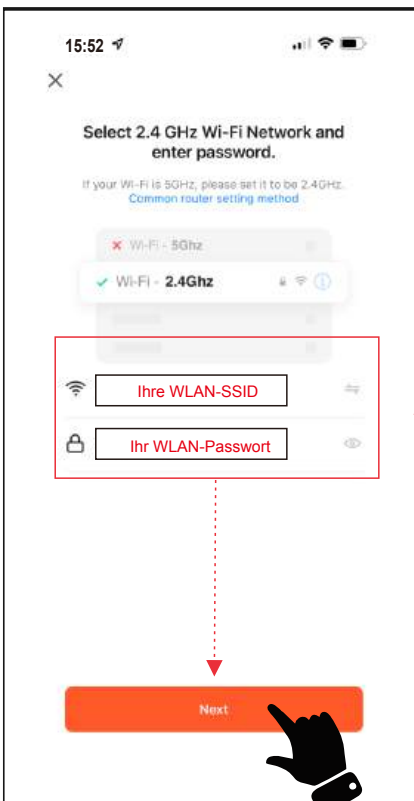 15:52
Select 2.4 GHz Wi-Fi Network and
enter password.
If your Wi-Fi is 5GHz, please set it to be 2.4GHz.
Common router setting method
Wi-Fi - 5Ghz
Wi-Fi - 2.4Ghz
Ihre WLAN-SSID
Ihr WLAN-Passwort
Next